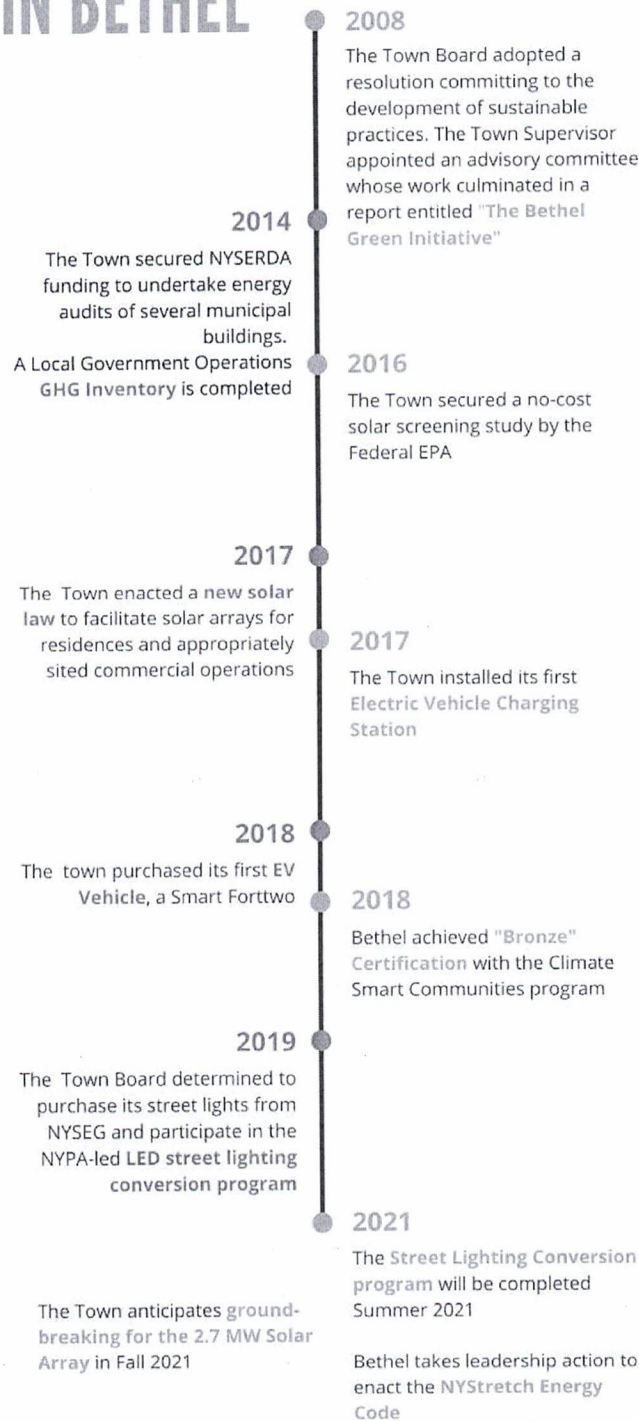 IN BETHEL
2008
The Town Board adopted a
resolution committing to the
development of sustainable
practices. The Town Supervisor
appointed an advisory committee
whose work culminated in a
report entitled "The Bethel
Green Initiative"
2014
The Town secured NYSERDA
funding to undertake energy
audits of several municipal
buildings.
A Local Government Operations
GHG Inventory is completed
2016
The Town secured a no-cost
solar screening study by the
Federal EPA
2017
The Town enacted a new solar
law to facilitate solar arrays for
residences and appropriately
sited commercial operations
2017
The Town installed its first
Electric Vehicle Charging
Station
2018
The town purchased its first EV
Vehicle, a Smart Forttwo
2018
Bethel achieved "Bronze"
Certification with the Climate
Smart Communities program
2019
The Town Board determined to
purchase its street lights from
NYSEG and participate in the
NYPA-led LED street lighting
conversion program
2021
The Street Lighting Conversion
program will be completed
Summer 2021
The Town anticipates ground-
breaking for the 2.7 MW Solar
Array in Fall 2021
Bethel takes leadership action to
enact the NYStretch Energy
Code